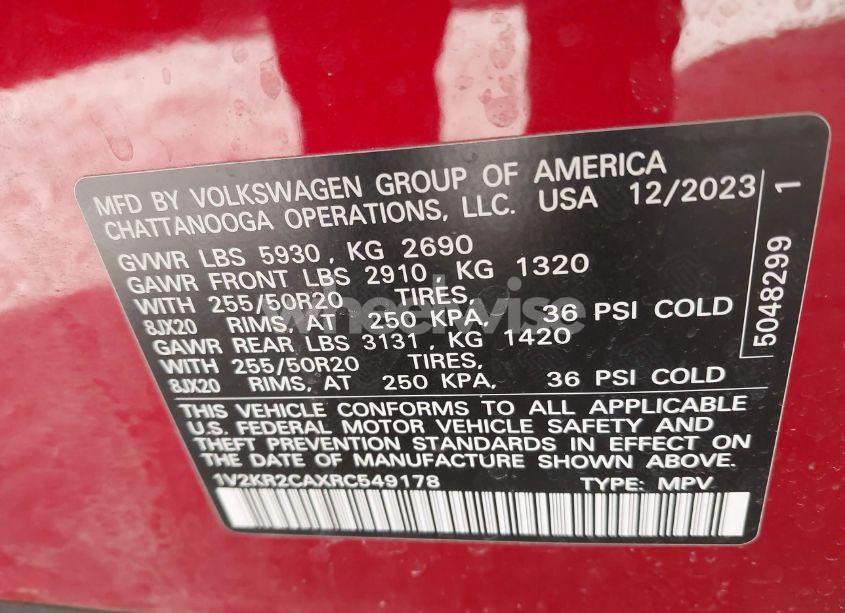 MFD BY VOLKSWAGEN GROUP OF AMERICA
CHATTANOOGA OPERATIONS, LLC. USA 12/2023
GVWR LBS 5930, KG 2690
GAWR FRONT LBS 2910, KG 1320
WITH 255/50R20 TIRES,
8JX20 RIMS, AT 250 KPA, 36 PSI COLD
GAWR REAR LBS 3131, KG 1420
WITH 255/50R20 TIRES,
8JX20 RIMS, AT 250 KPA, 36 PSI COLD
THIS VEHICLE CONFORMS TO ALL APPLICABLE
U.S. FEDERAL MOTOR VEHICLE SAFETY AND
THEFT PREVENTION STANDARDS IN EFFECT ON
THE DATE OF MANUFACTURE SHOWN ABOVE.
1V2KR2CAXRC549178 TYPE: MPV
5048299 1
wheelwise